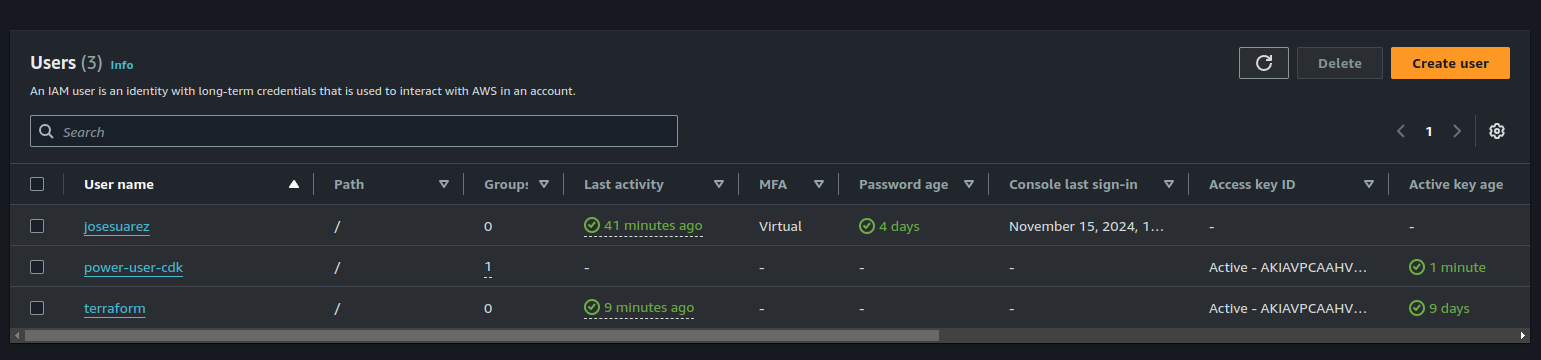 Users (3) Info
Delete
Create user
An IAM user is an identity with long-term credentials that is used to interact with AWS in an account.
Search
1
User name Path Groups Last activity MFA Password age Console last sign-in Access key ID Active key age
josesuarez / 0 41 minutes ago Virtual 4 days November 15, 2024, 1... - -
power-user-cdk / 1 - - - - Active - AKIAVPCAAHV... 1 minute
terraform / 0 9 minutes ago - - - Active - AKIAVPCAAHV... 9 days